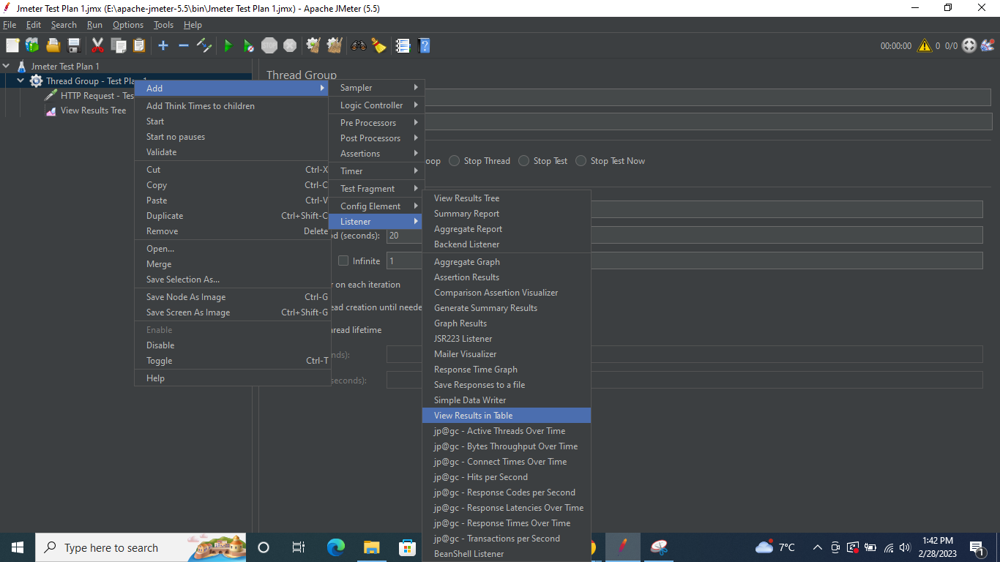 Jmeter Test Plan 1.jmx (E:\apache-jmeter-5.5\bin\Jmeter Test Plan 1.jmx) - Apache JMeter (5.5)
File Edit Search Run Options Tools Help
STOP
00:00:00 0 0/0
Jmeter Test Plan 1
Thread Group - Test Pla
HTTP Request - Tes
View Results Tree
Add
Add Think Times to children
Start
Start no pauses
Validate
Cut Ctrl-X
Copy Ctrl-C
Paste Ctrl-V
Duplicate Ctrl+Shift-C
Remove Delete
Open...
Merge
Save Selection As...
Save Node As Image Ctrl-G
Save Screen As Image Ctrl+Shift-G
Enable
Disable
Toggle Ctrl-T
Help
Sampler
Logic Controller
Pre Processors
Post Processors
Assertions
Timer
Test Fragment
Config Element
Listener
Thread Group
oop Stop Thread Stop Test Stop Test Now
od (seconds): 20
Infinite 1
r on each iteration
ead creation until neede
hread lifetime
nds):
seconds):
View Results Tree
Summary Report
Aggregate Report
Backend Listener
Aggregate Graph
Assertion Results
Comparison Assertion Visualizer
Generate Summary Results
Graph Results
JSR223 Listener
Mailer Visualizer
Response Time Graph
Save Responses to a file
Simple Data Writer
View Results in Table
jp@gc - Active Threads Over Time
jp@gc - Bytes Throughput Over Time
jp@gc - Connect Times Over Time
jp@gc - Hits per Second
jp@gc - Response Codes per Second
jp@gc - Response Latencies Over Time
jp@gc - Response Times Over Time
jp@gc - Transactions per Second
BeanShell Listener
Type here to search
7°C
1:42 PM
2/28/2023
1